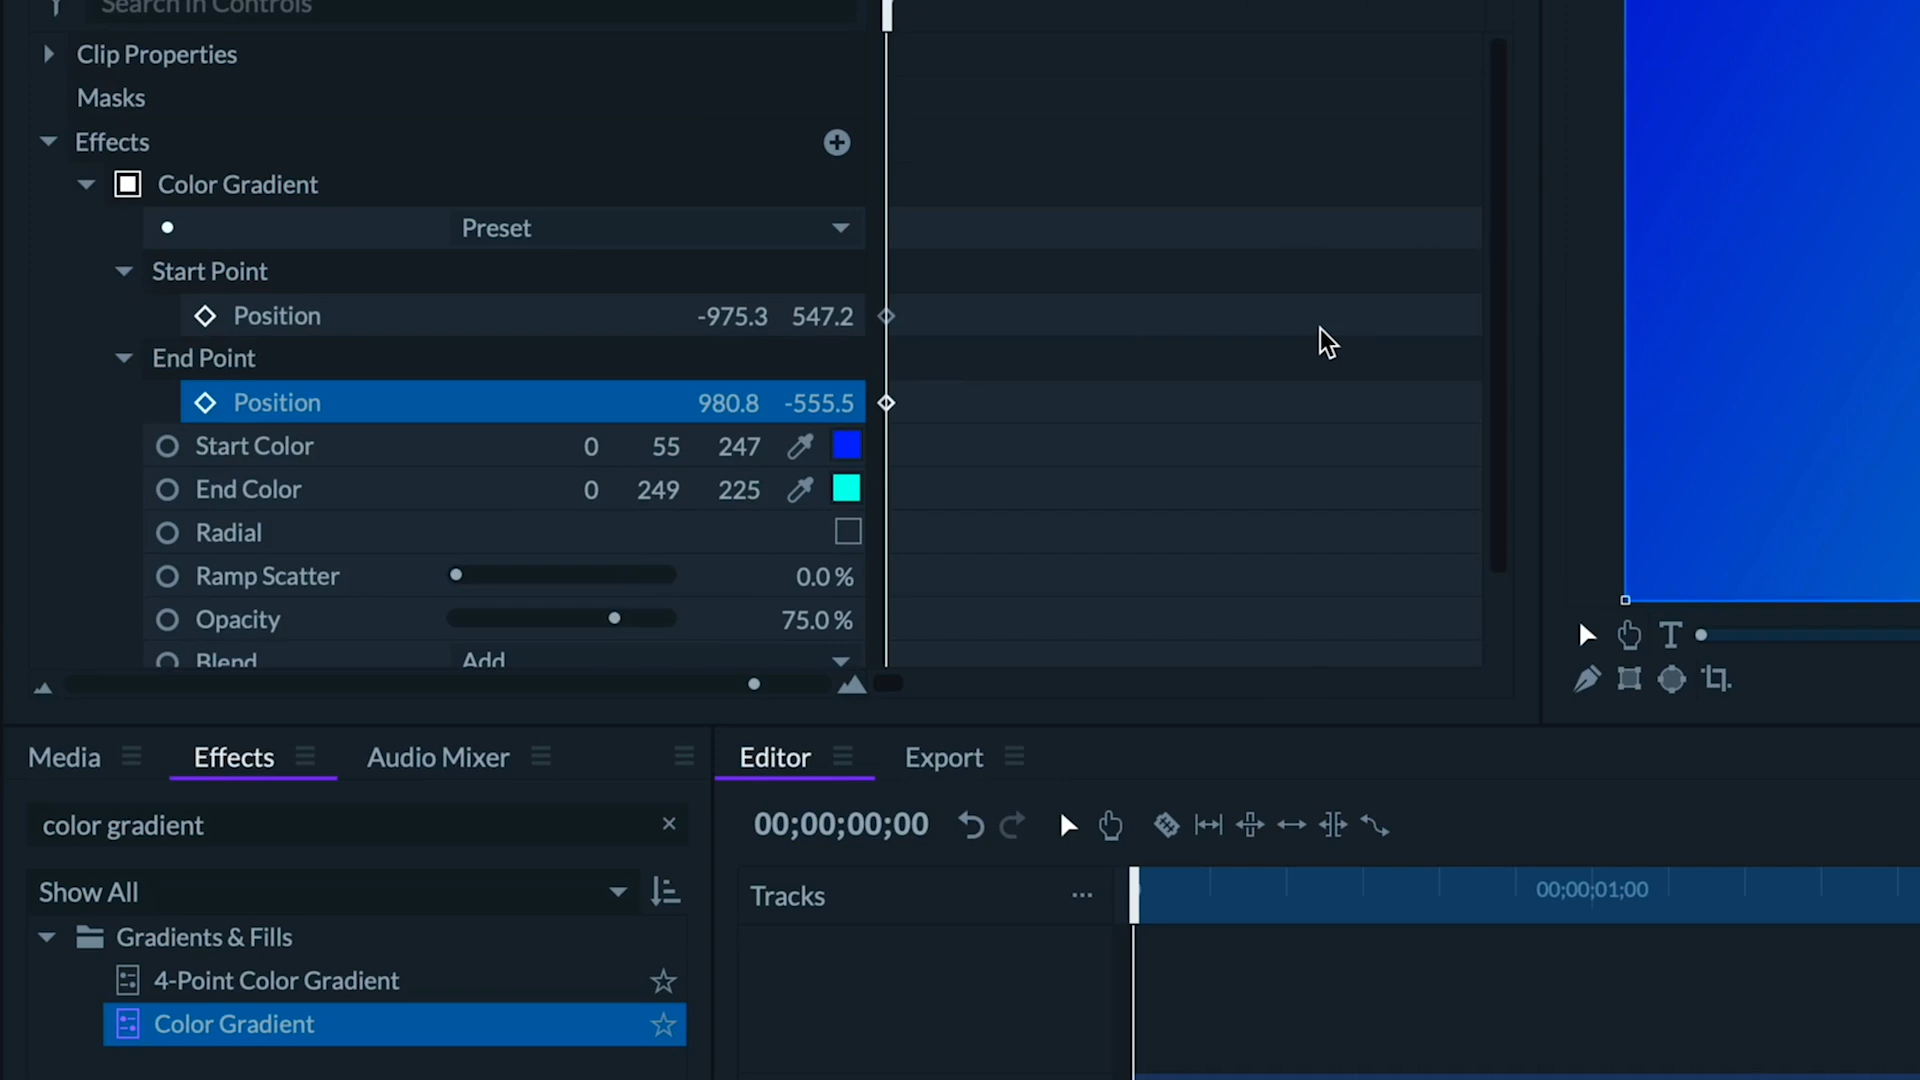 Search in Controls
Clip Properties
Masks
Effects
Color Gradient
Preset
Start Point
Position -975.3 547.2
End Point
Position 980.8 -555.5
Start Color 0 55 247
End Color 0 249 225
Radial
Ramp Scatter 0.0 %
Opacity 75.0 %
Blend Add
T
Media Effects Audio Mixer
color gradient
Show All
Gradients & Fills
4-Point Color Gradient
Color Gradient
Editor Export
00;00;00;00
Tracks ...
00;00;01;00